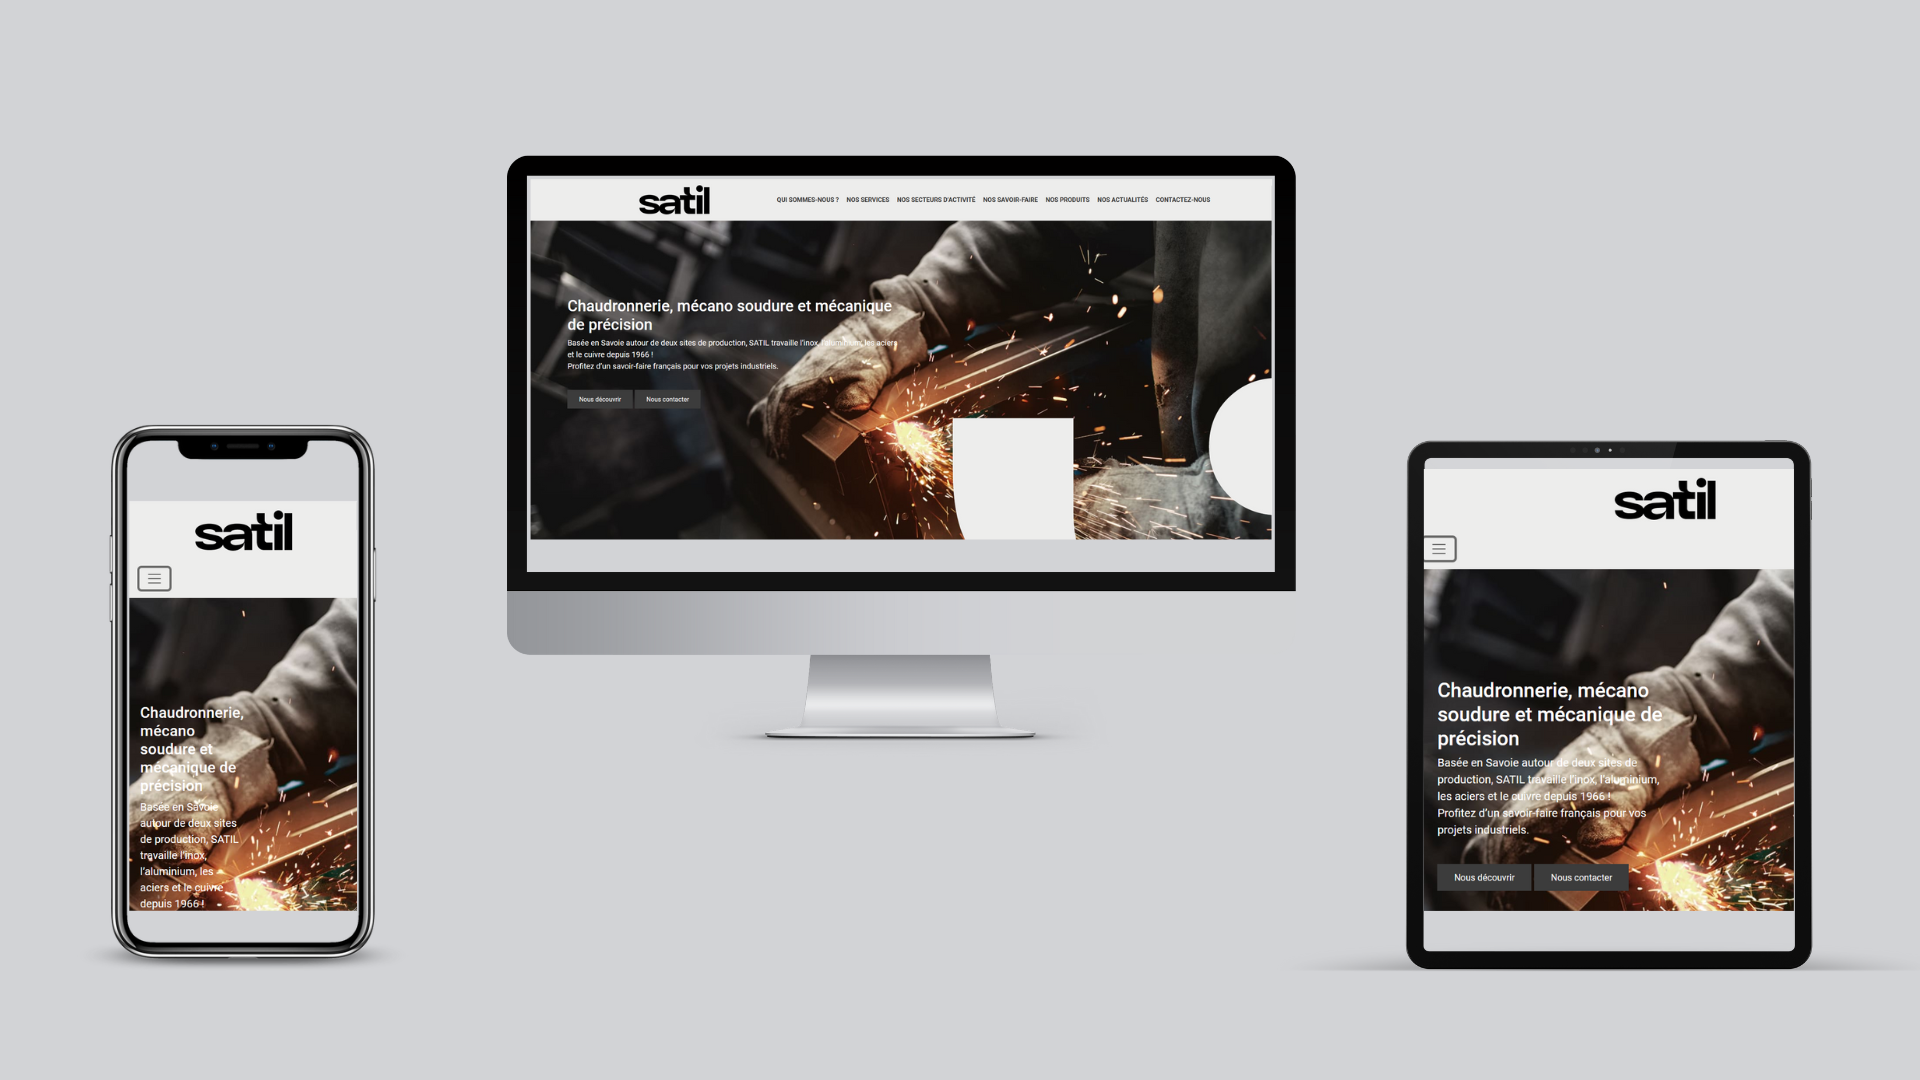 satil
QUI SOMMES-NOUS ? NOS SERVICES NOS SECTEURS D'ACTIVITÉ NOS SAVOIR-FAIRE NOS PRODUITS NOS ACTUALITÉS CONTACTEZ-NOUS
Chaudronnerie, mécano soudure et mécanique
de précision
Basée en Savoie autour de deux sites de production, SATIL travaille l'inox, l'aluminium, les aciers
et le cuivre depuis 1966 !
Profitez d'un savoir-faire français pour vos projets industriels.
Nous découvrir Nous contacter
satil
Chaudronnerie,
mécano
soudure et
mécanique de
précision
Basée en Savoie
autour de deux sites
de production, SATIL
travaille l'inox,
l'aluminium, les
aciers et le cuivre
depuis 1966 !
satil
Chaudronnerie, mécano
soudure et mécanique de
précision
Basée en Savoie autour de deux sites de
production, SATIL travaille l'inox, l'aluminium,
les aciers et le cuivre depuis 1966 !
Profitez d'un savoir-faire français pour vos
projets industriels.
Nous découvrir Nous contacter